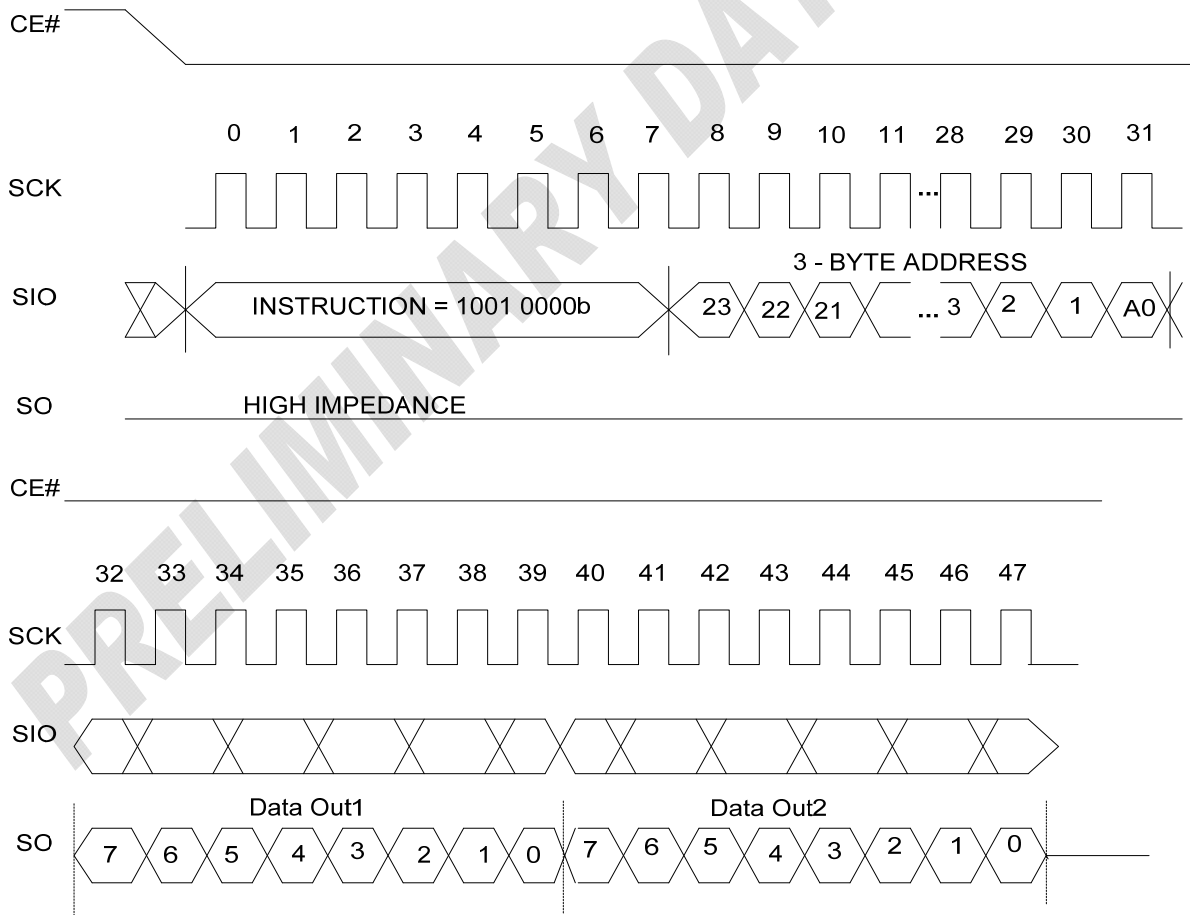 CE#
0 1 2 3 4 5 6 7 8 9 10 11 28 29 30 31
SCK ...
3 - BYTE ADDRESS
SIO INSTRUCTION = 1001 0000b 23 22 21 ... 3 2 1 A0
SO HIGH IMPEDANCE
CE#
32 33 34 35 36 37 38 39 40 41 42 43 44 45 46 47
SCK
SIO
Data Out1 Data Out2
SO 7 6 5 4 3 2 1 0 7 6 5 4 3 2 1 0
PRELIMINARY